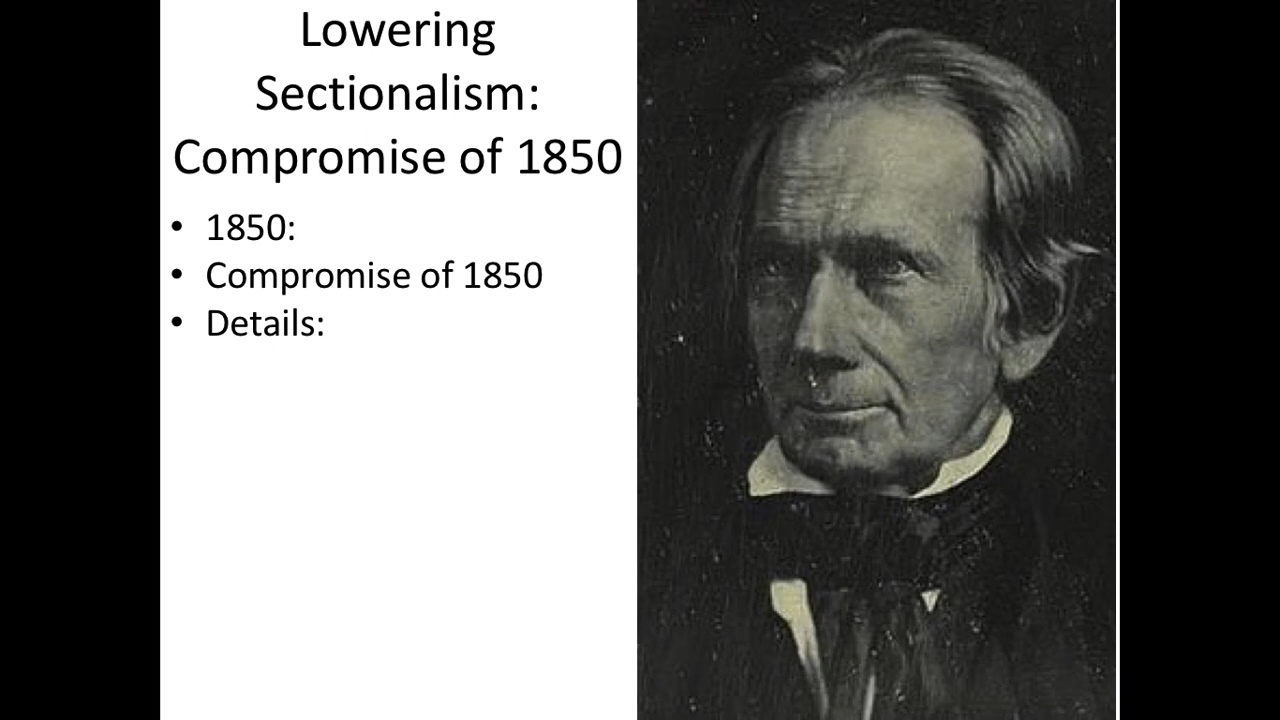 Lowering
Sectionalism:
Compromise of 1850
• 1850:
• Compromise of 1850
• Details: